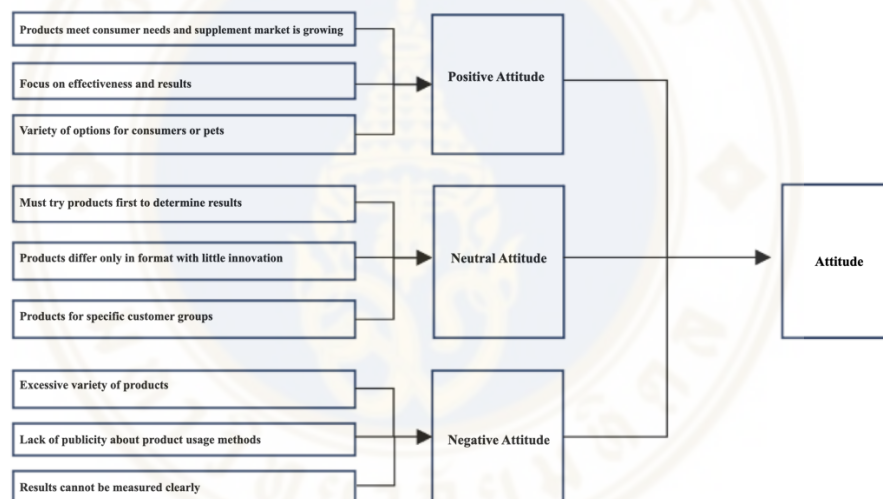 Products meet consumer needs and supplement market is growing
Focus on effectiveness and results
Variety of options for consumers or pets
Positive Attitude
Must try products first to determine results
Products differ only in format with little innovation
Products for specific customer groups
Neutral Attitude
Attitude
Excessive variety of products
Lack of publicity about product usage methods
Results cannot be measured clearly
Negative Attitude